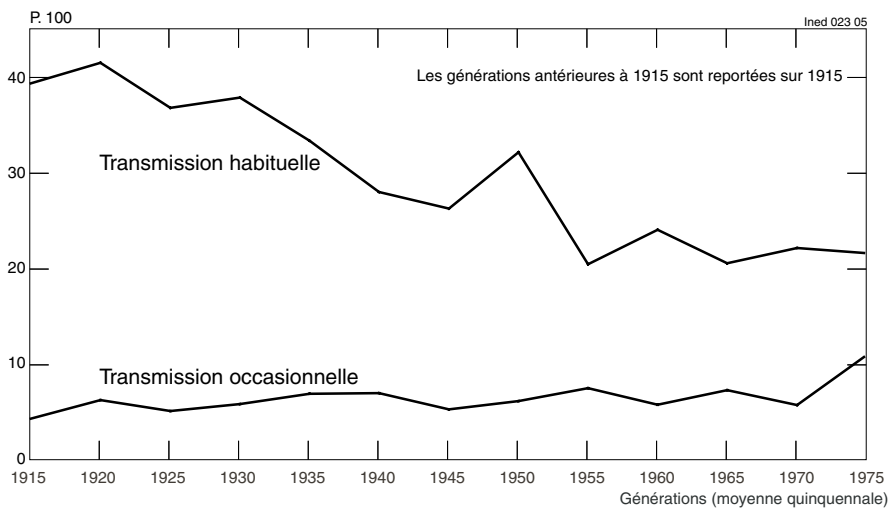 P. 100
Ined 023 05
40
Les générations antérieures à 1915 sont reportées sur 1915
Transmission habituelle
30
20
10
Transmission occasionnelle
0
1915 1920 1925 1930 1935 1940 1945 1950 1955 1960 1965 1970 1975
Générations (moyenne quinquennale)